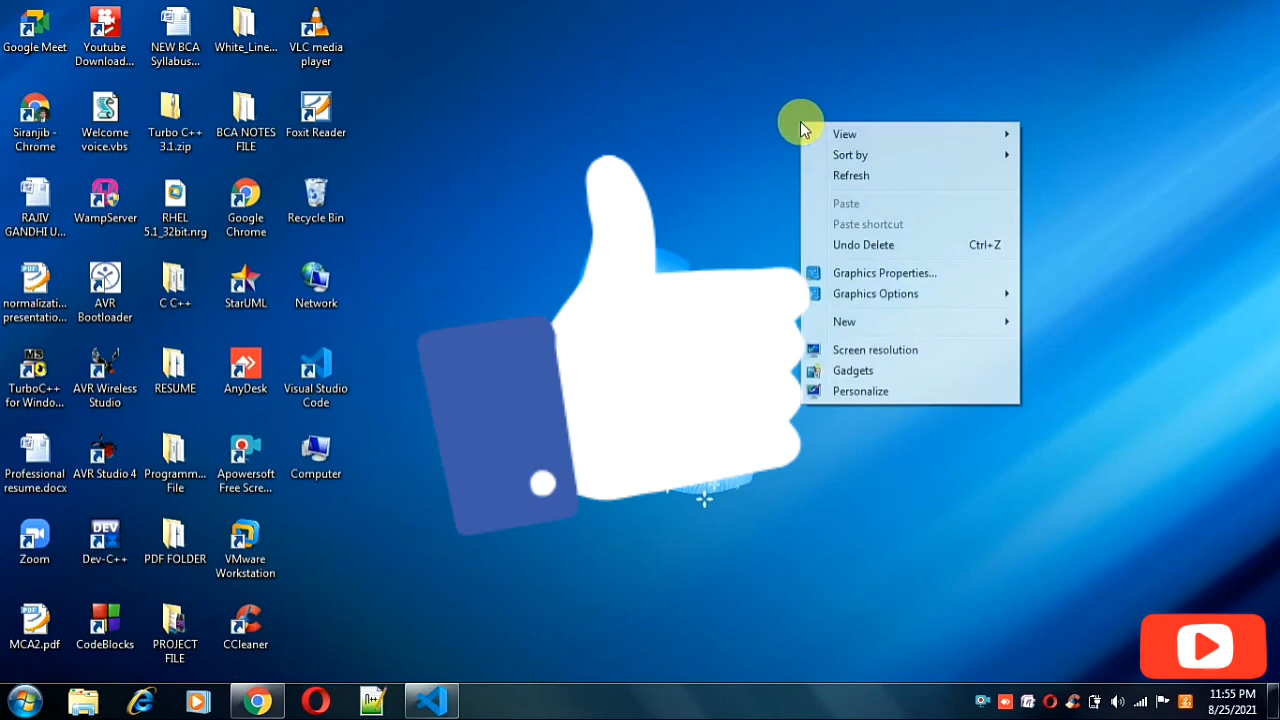 Google Meet
Youtube
Download...
NEW BCA
Syllabus...
White_Line...
VLC media
player
Siranjib -
Chrome
Welcome
voice.vbs
Turbo C++
3.1.zip
BCA NOTES
FILE
Foxit Reader
RAJIV
GANDHI U...
WampServer
RHEL
5.1_32bit.nrg
Google
Chrome
Recycle Bin
normalizati...
presentatio...
AVR
Bootloader
C C++
StarUML
Network
TurboC++
for Windo...
AVR Wireless
Studio
RESUME
AnyDesk
Visual Studio
Code
Professional
resume.docx
AVR Studio 4
Programm...
File
Apowersoft
Free Scre...
Computer
Zoom
DEV
Dev-C++
PDF FOLDER
VMware
Workstation
MCA2.pdf
CodeBlocks
PROJECT
FILE
CCleaner
View
Sort by
Refresh
Paste
Paste shortcut
Undo Delete Ctrl+Z
Graphics Properties...
Graphics Options
New
Screen resolution
Gadgets
Personalize
11:55 PM
8/25/2021